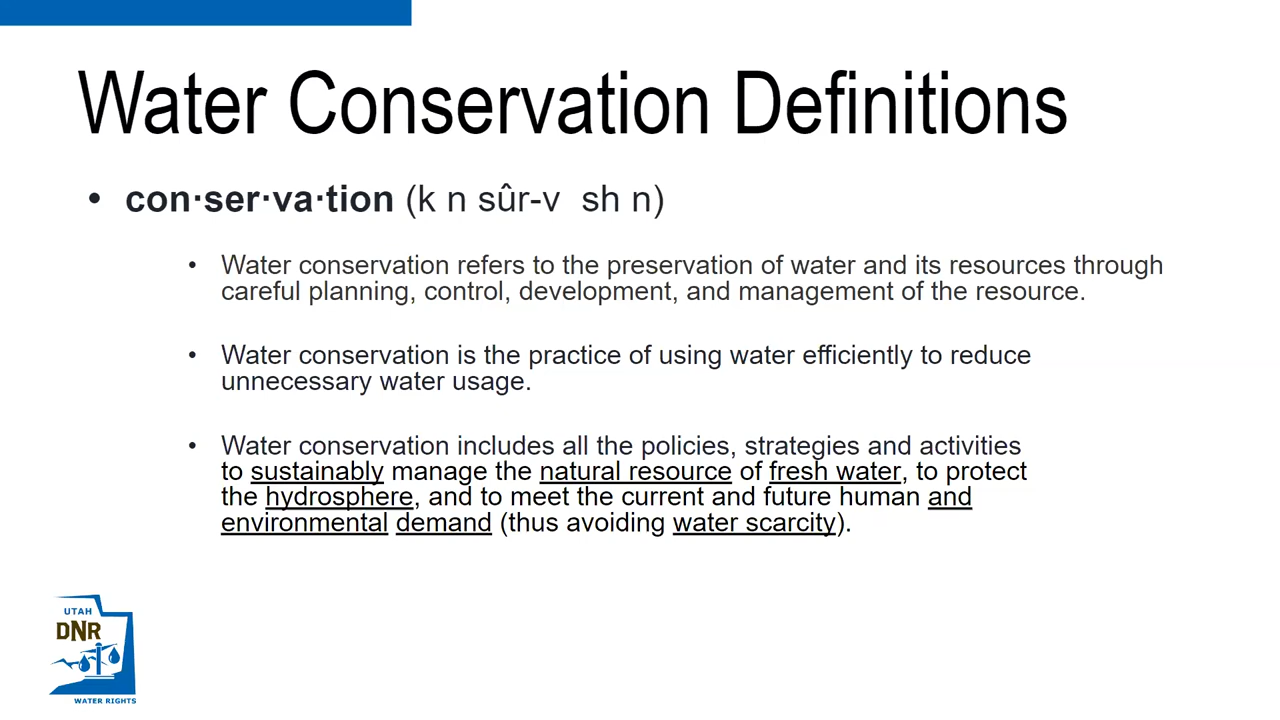 Water Conservation Definitions
• con·ser·va·tion (k n sûr-v  sh n)
• Water conservation refers to the preservation of water and its resources through
careful planning, control, development, and management of the resource.
• Water conservation is the practice of using water efficiently to reduce
unnecessary water usage.
• Water conservation includes all the policies, strategies and activities
to sustainably manage the natural resource of fresh water, to protect
the hydrosphere, and to meet the current and future human and
environmental demand (thus avoiding water scarcity).
UTAH
DNR
WATER RIGHTS